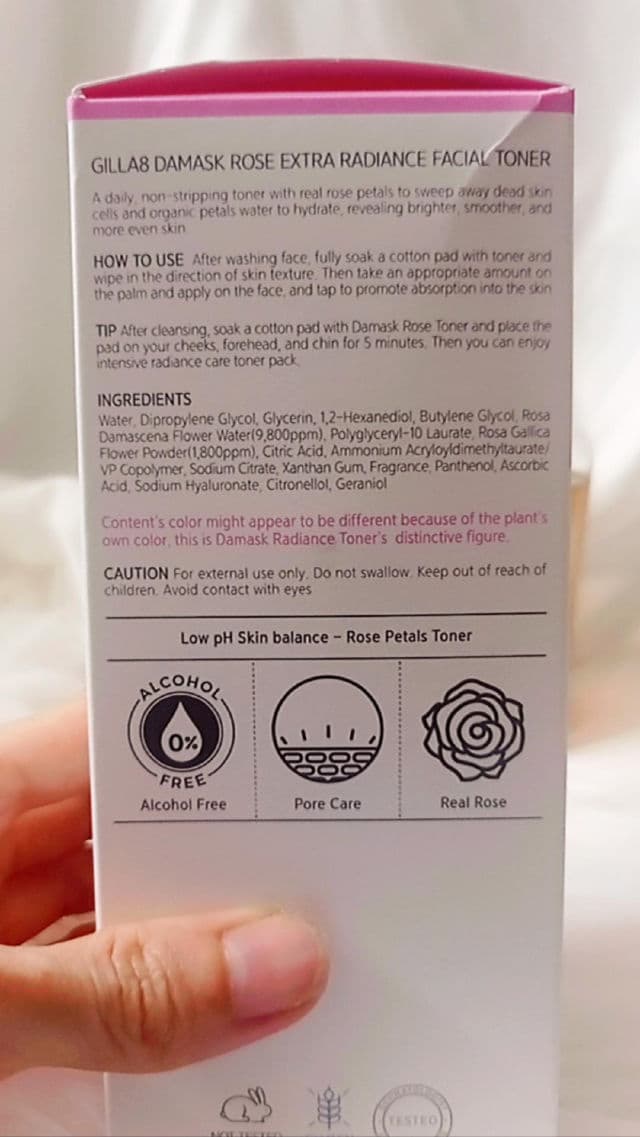 GILLA8 DAMASK ROSE EXTRA RADIANCE FACIAL TONER
A daily, non-stripping toner with real rose petals to sweep away dead skin
cells and organic petals water to hydrate, revealing brighter, smoother, and
more even skin
HOW TO USE After washing face, fully soak a cotton pad with toner and
wipe in the direction of skin texture. Then take an appropriate amount on
the palm and apply on the face, and tap to promote absorption into the skin
TIP After cleansing, soak a cotton pad with Damask Rose Toner and place the
pad on your cheeks, forehead, and chin for 5 minutes. Then you can enjoy
intensive radiance care toner pack.
INGREDIENTS
Water, Dipropylene Glycol, Glycerin, 1,2-Hexanediol, Butylene Glycol, Rosa
Damascena Flower Water(9,800ppm), Polyglyceryl-10 Laurate, Rosa Gallica
Flower Powder(1,800ppm), Citric Acid, Ammonium Acryloyldimethyltaurate/
VP Copolymer, Sodium Citrate, Xanthan Gum, Fragrance, Panthenol, Ascorbic
Acid, Sodium Hyaluronate, Citronellol, Geraniol
Content's color might appear to be different because of the plant's
own color, this is Damask Radiance Toner's distinctive figure.
CAUTION For external use only. Do not swallow. Keep out of reach of
children. Avoid contact with eyes
Low pH Skin balance - Rose Petals Toner
ALCOHOL
0%
FREE
Alcohol Free
Pore Care
Real Rose
TESTED
NOT TESTED